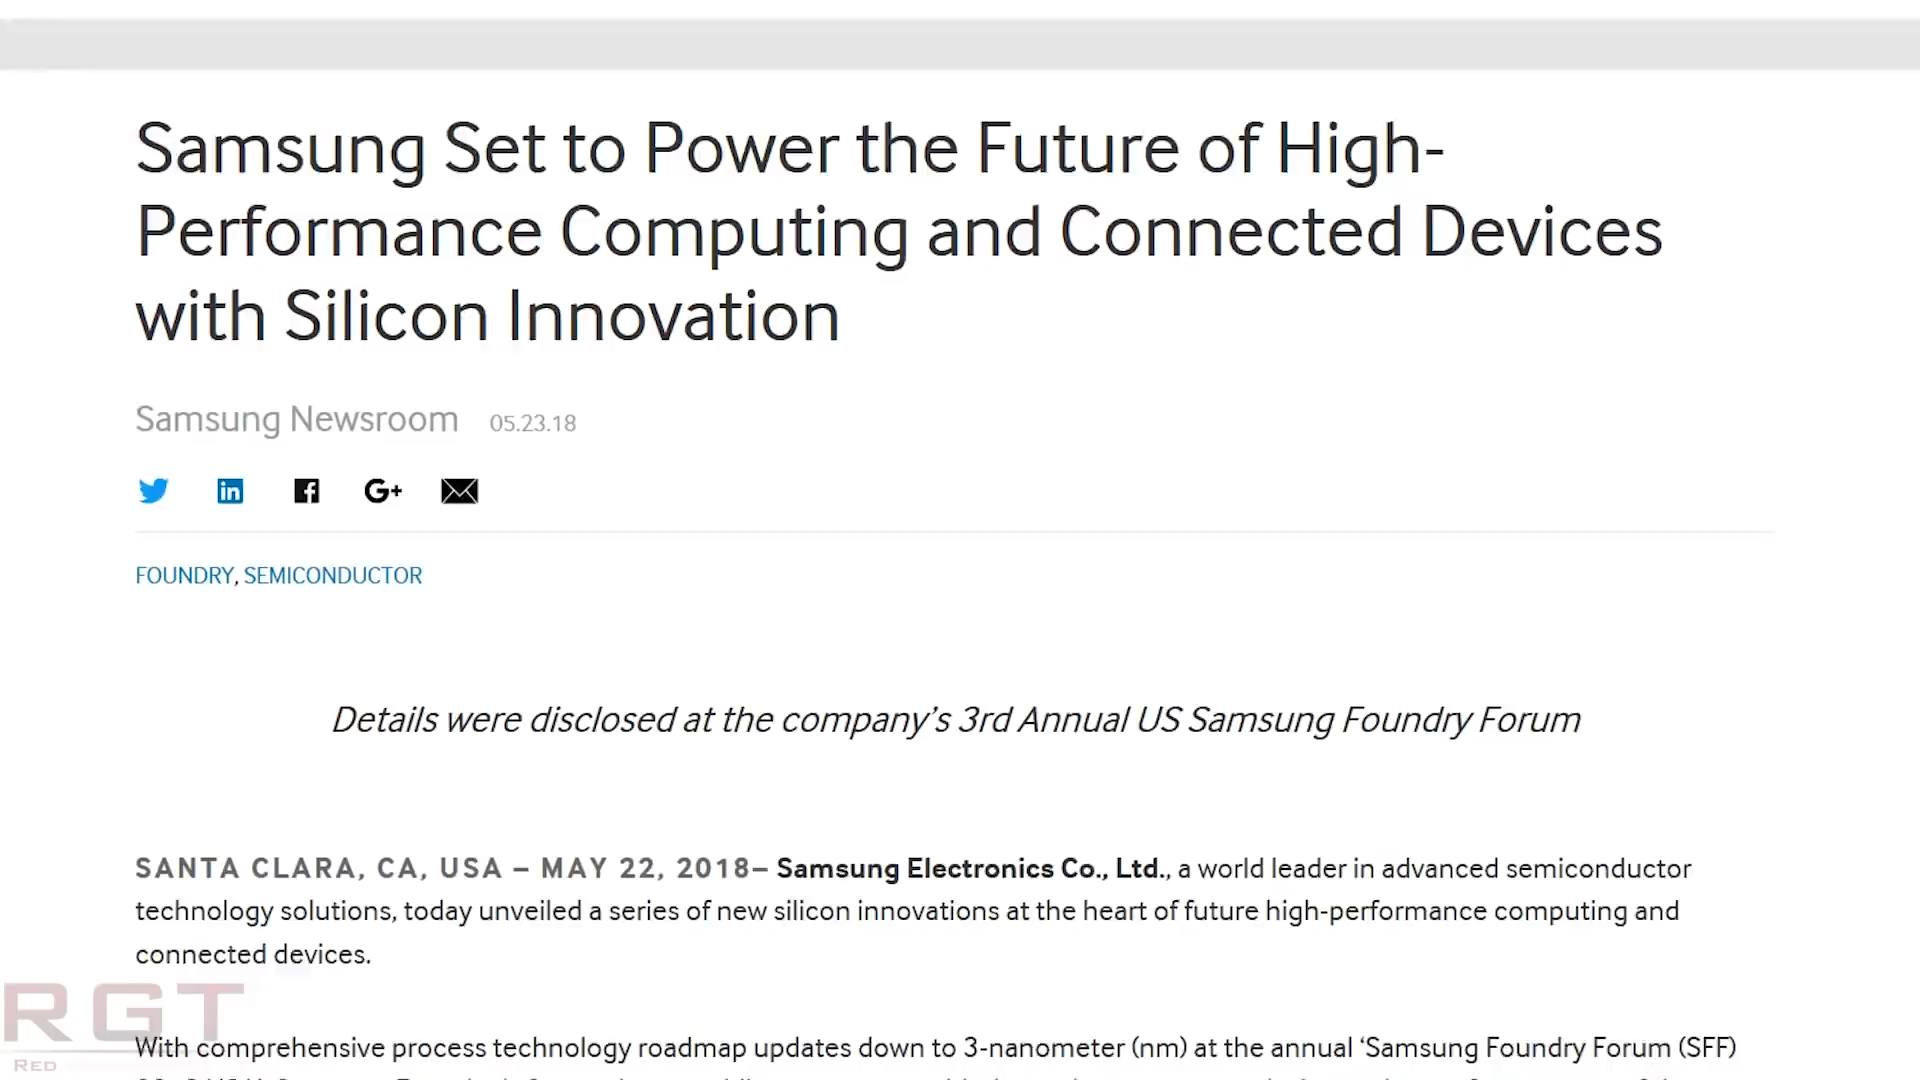 Samsung Set to Power the Future of High-
Performance Computing and Connected Devices
with Silicon Innovation
Samsung Newsroom 05.23.18
in f G+
FOUNDRY, SEMICONDUCTOR
Details were disclosed at the company’s 3rd Annual US Samsung Foundry Forum
SANTA CLARA, CA, USA – MAY 22, 2018– Samsung Electronics Co., Ltd., a world leader in advanced semiconductor
technology solutions, today unveiled a series of new silicon innovations at the heart of future high-performance computing and
connected devices.
RGT
RED
With comprehensive process technology roadmap updates down to 3-nanometer (nm) at the annual ‘Samsung Foundry Forum (SFF)